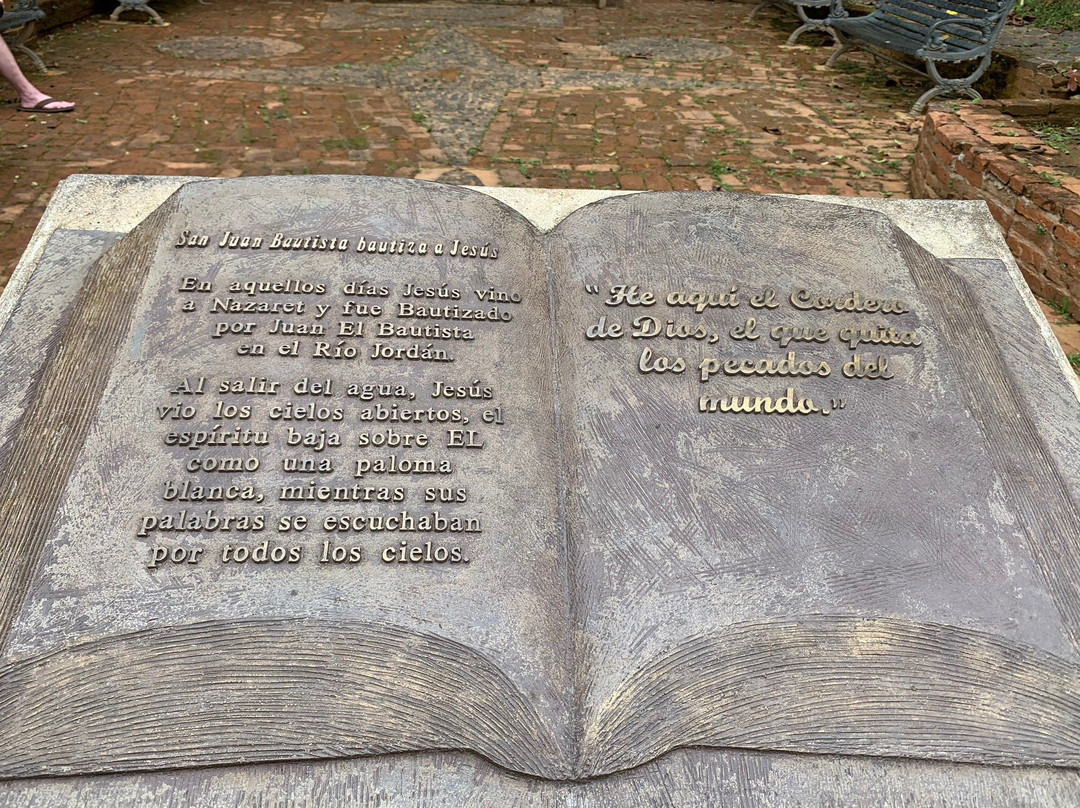 San Juan Bautista bautiza a Jesús
En aquellos días Jesús vino
a Nazaret y fue Bautizado
por Juan El Bautista
en el Río Jordán.
Al salir del agua, Jesús
vio los cielos abiertos, el
espíritu baja sobre EL
como una paloma
blanca, mientras sus
palabras se escuchaban
por todos los cielos.
"He aquí el Cordero
de Dios, el que quita
los pecados del
mundo."